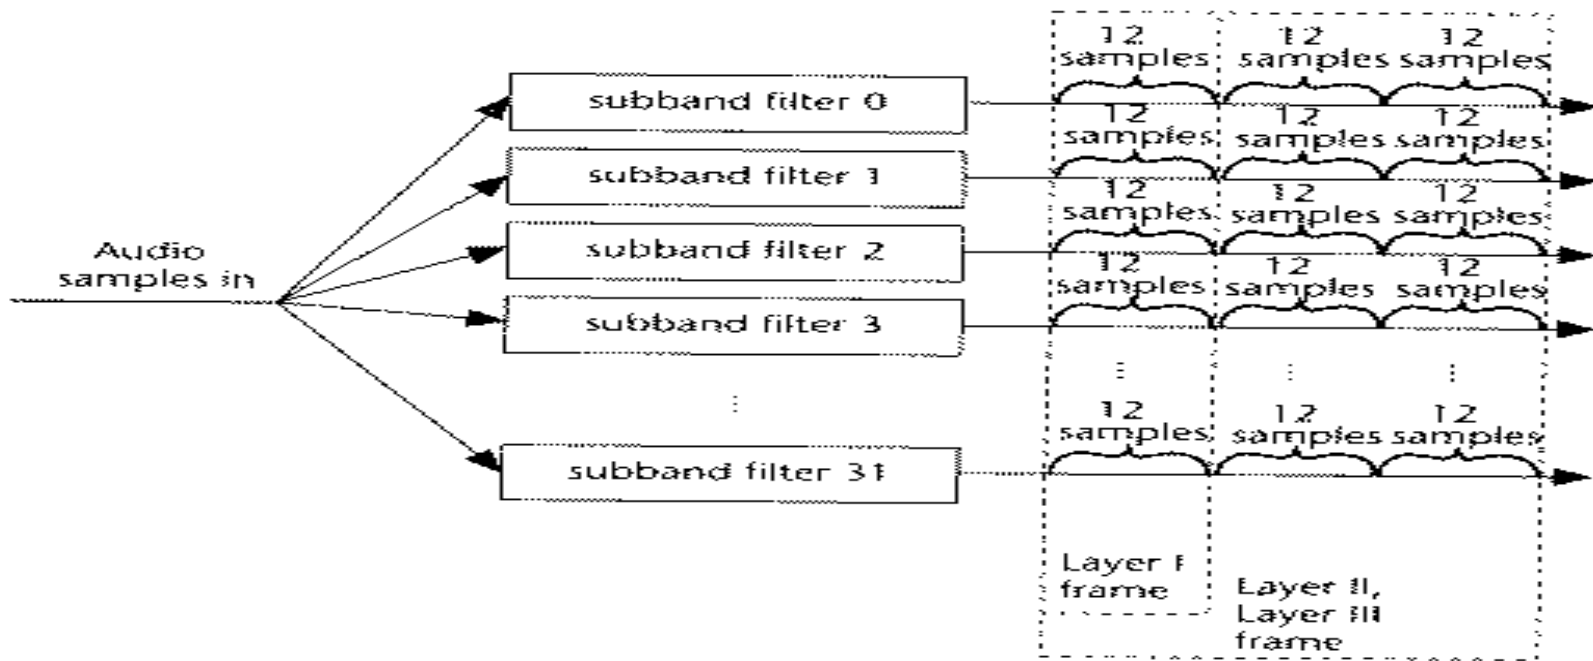 12 12 12
samples samples samples
subband filter 0
12 12 12
samples samples samples
subband filter 1
12 12 12
samples samples samples
Audio
samples in
subband filter 2
12 12 12
samples samples samples
subband filter 3
⋮ ⋮ ⋮
⋮
12 12 12
samples samples samples
subband filter 31
Layer I
frame
Layer II,
Layer III
frame